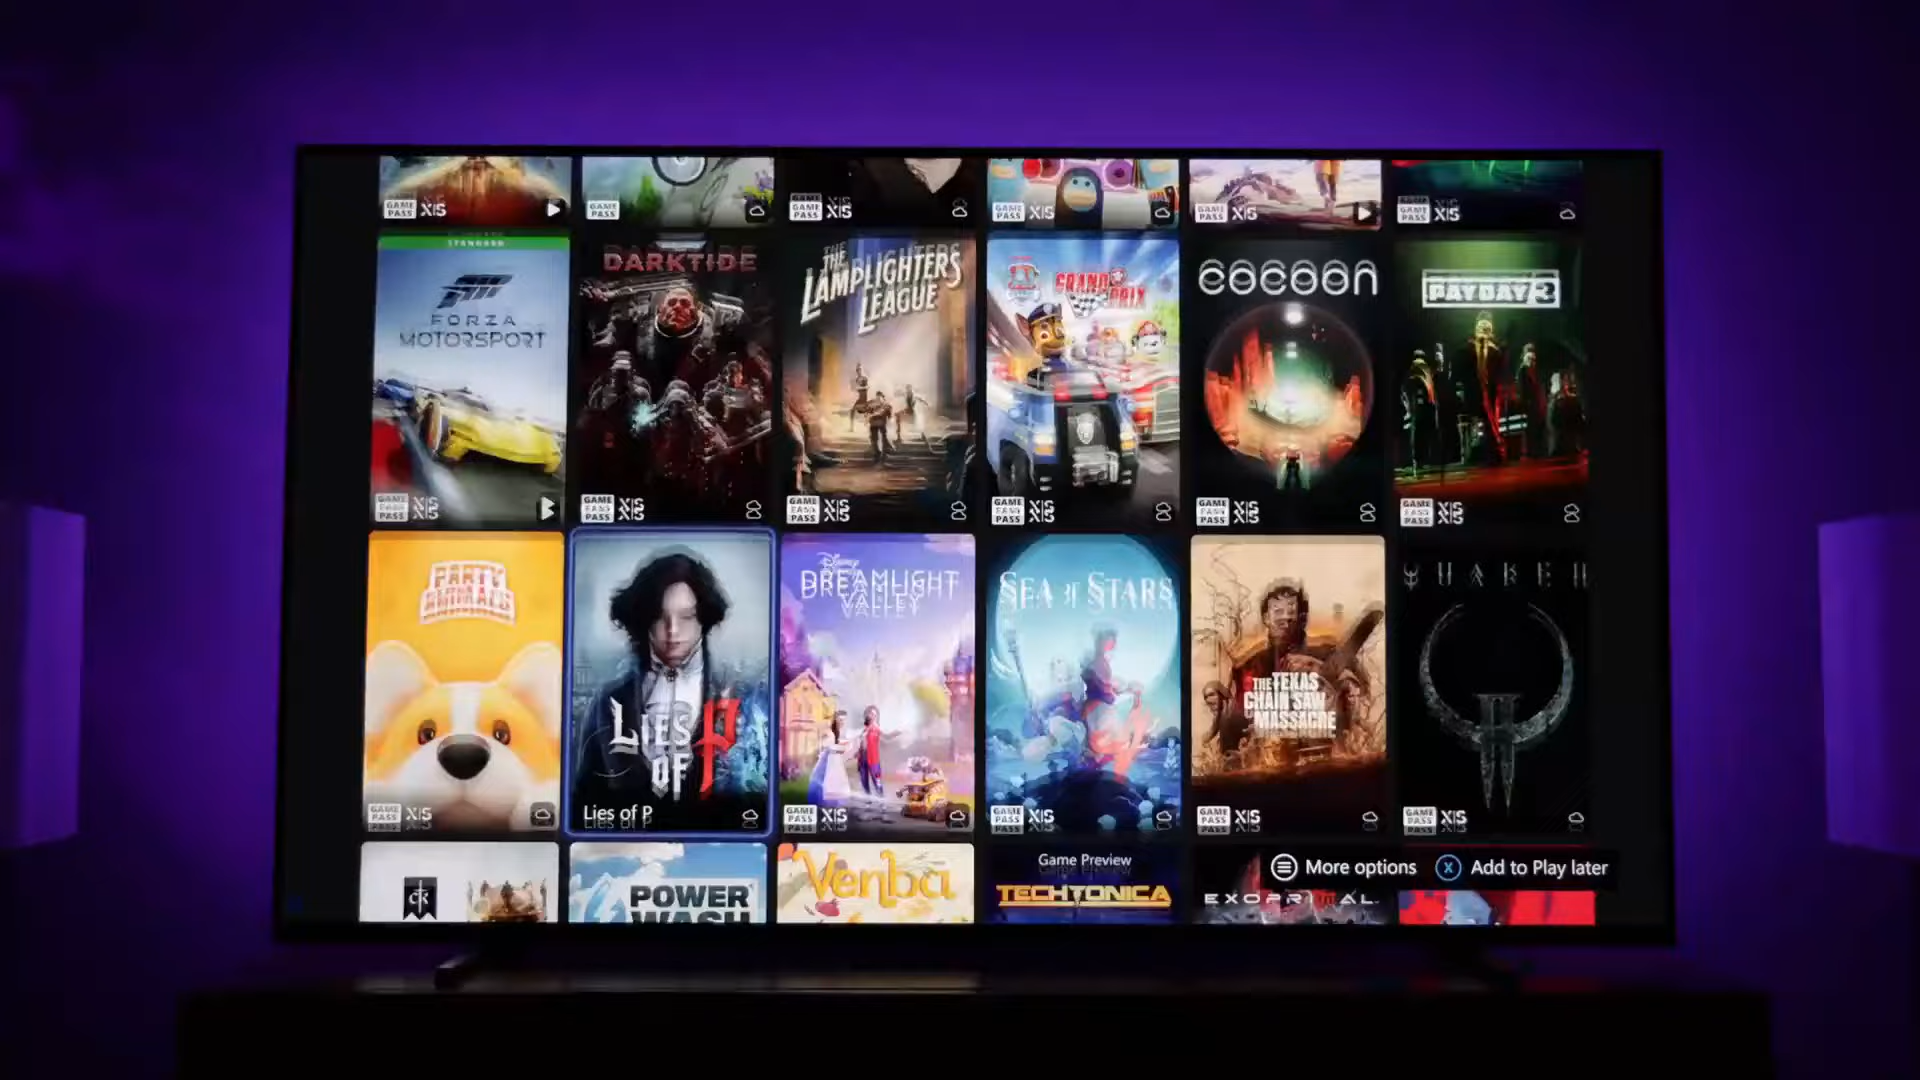 GAME PASS X|S
GAME PASS
GAME PASS X|S
GAME PASS X|S
GAME PASS X|S
GAME PASS X|S
STANDARD
FORZA
MOTORSPORT
GAME PASS X|S
DARKTIDE
GAME PASS X|S
THE
LAMPLIGHTERS
LEAGUE
GAME PASS X|S
GRAND PRIX
GAME PASS X|S
COCOON
GAME PASS X|S
PAYDAY 3
GAME PASS X|S
PARTY
ANIMALS
GAME PASS X|S
LIES
OF P
Lies of P
Disney
DREAMLIGHT
VALLEY
GAME PASS X|S
SEA OF STARS
GAME PASS X|S
THE TEXAS
CHAIN SAW
MASSACRE
GAME PASS X|S
QUAKE II
GAME PASS X|S
CK
POWER
WASH
Venba
Game Preview
TECHTONICA
EXOPRIMAL
More options
X Add to Play later